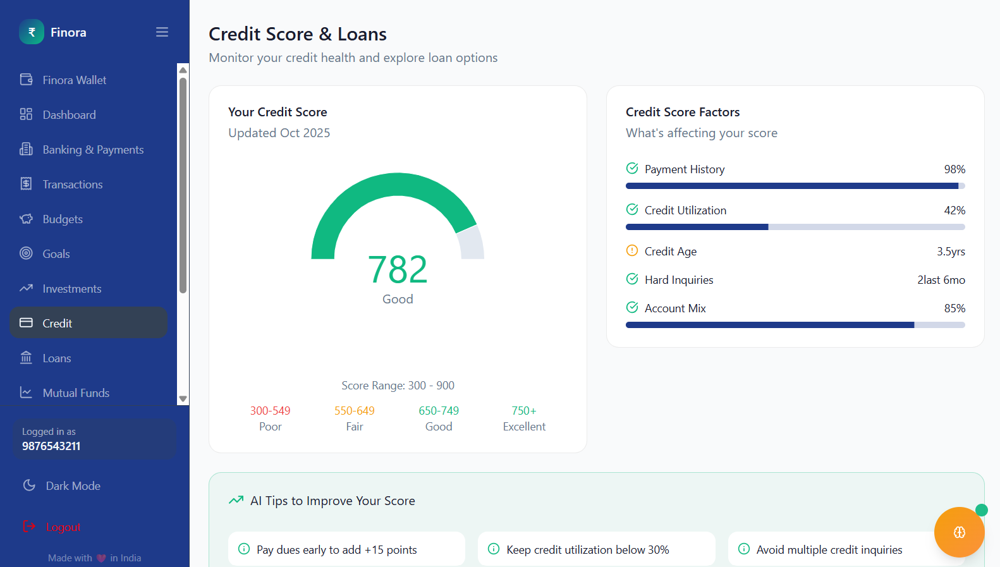 ₹ Finora
Finora Wallet
Dashboard
Banking & Payments
Transactions
Budgets
Goals
Investments
Credit
Loans
Mutual Funds
Logged in as
9876543211
Dark Mode
Logout
Made with 💜 in India
Credit Score & Loans
Monitor your credit health and explore loan options
Your Credit Score
Updated Oct 2025
782
Good
Score Range: 300 - 900
300-549 550-649 650-749 750+
Poor Fair Good Excellent
Credit Score Factors
What's affecting your score
Payment History 98%
Credit Utilization 42%
Credit Age 3.5yrs
Hard Inquiries 2last 6mo
Account Mix 85%
AI Tips to Improve Your Score
Pay dues early to add +15 points
Keep credit utilization below 30%
Avoid multiple credit inquiries